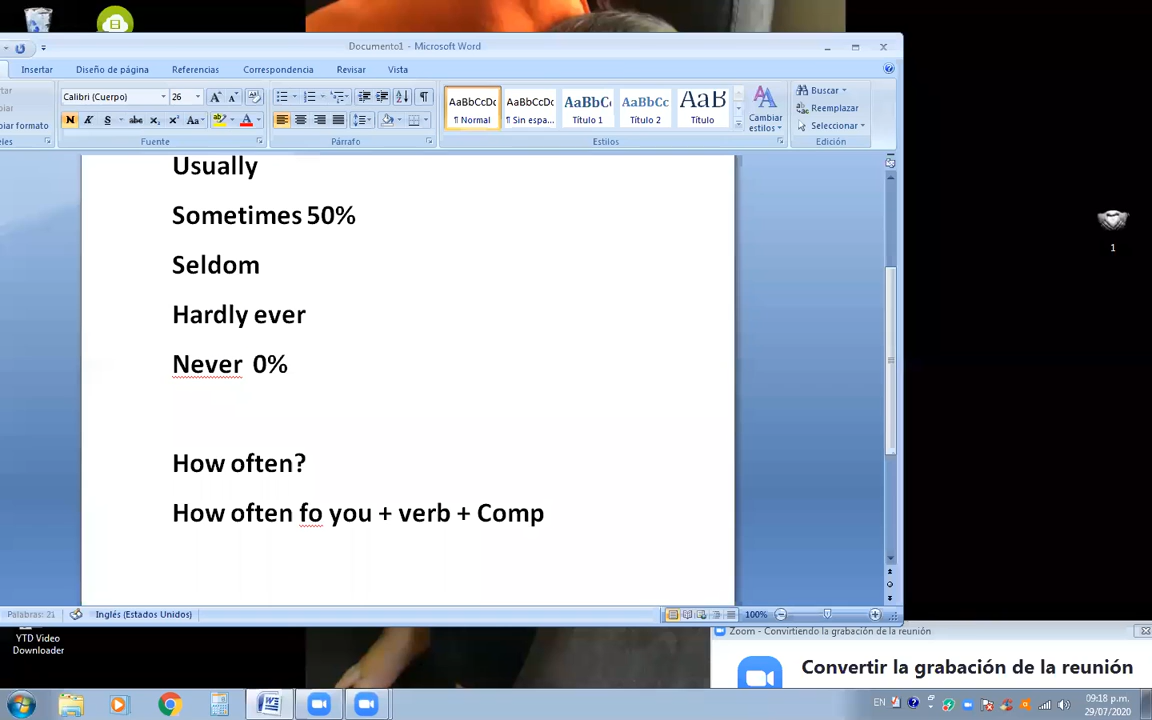 Documento1 - Microsoft Word
Insertar Diseño de página Referencias Correspondencia Revisar Vista
Calibri (Cuerpo) 26
AaBbCcDc AaBbCcDc AaBbC AaBbCc AaB
¶ Normal ¶ Sin espa... Título 1 Título 2 Título
Cambiar estilos
Buscar
Reemplazar
Seleccionar
Fuente Párrafo Estilos Edición
Usually
Sometimes 50%
Seldom
Hardly ever
Never 0%
How often?
How often fo you + verb + Comp
1
Palabras: 21 Inglés (Estados Unidos) 100%
YTD Video
Downloader
Zoom - Convirtiendo la grabación de la reunión
Convertir la grabación de la reunión
EN 09:18 p.m.
29/07/2020